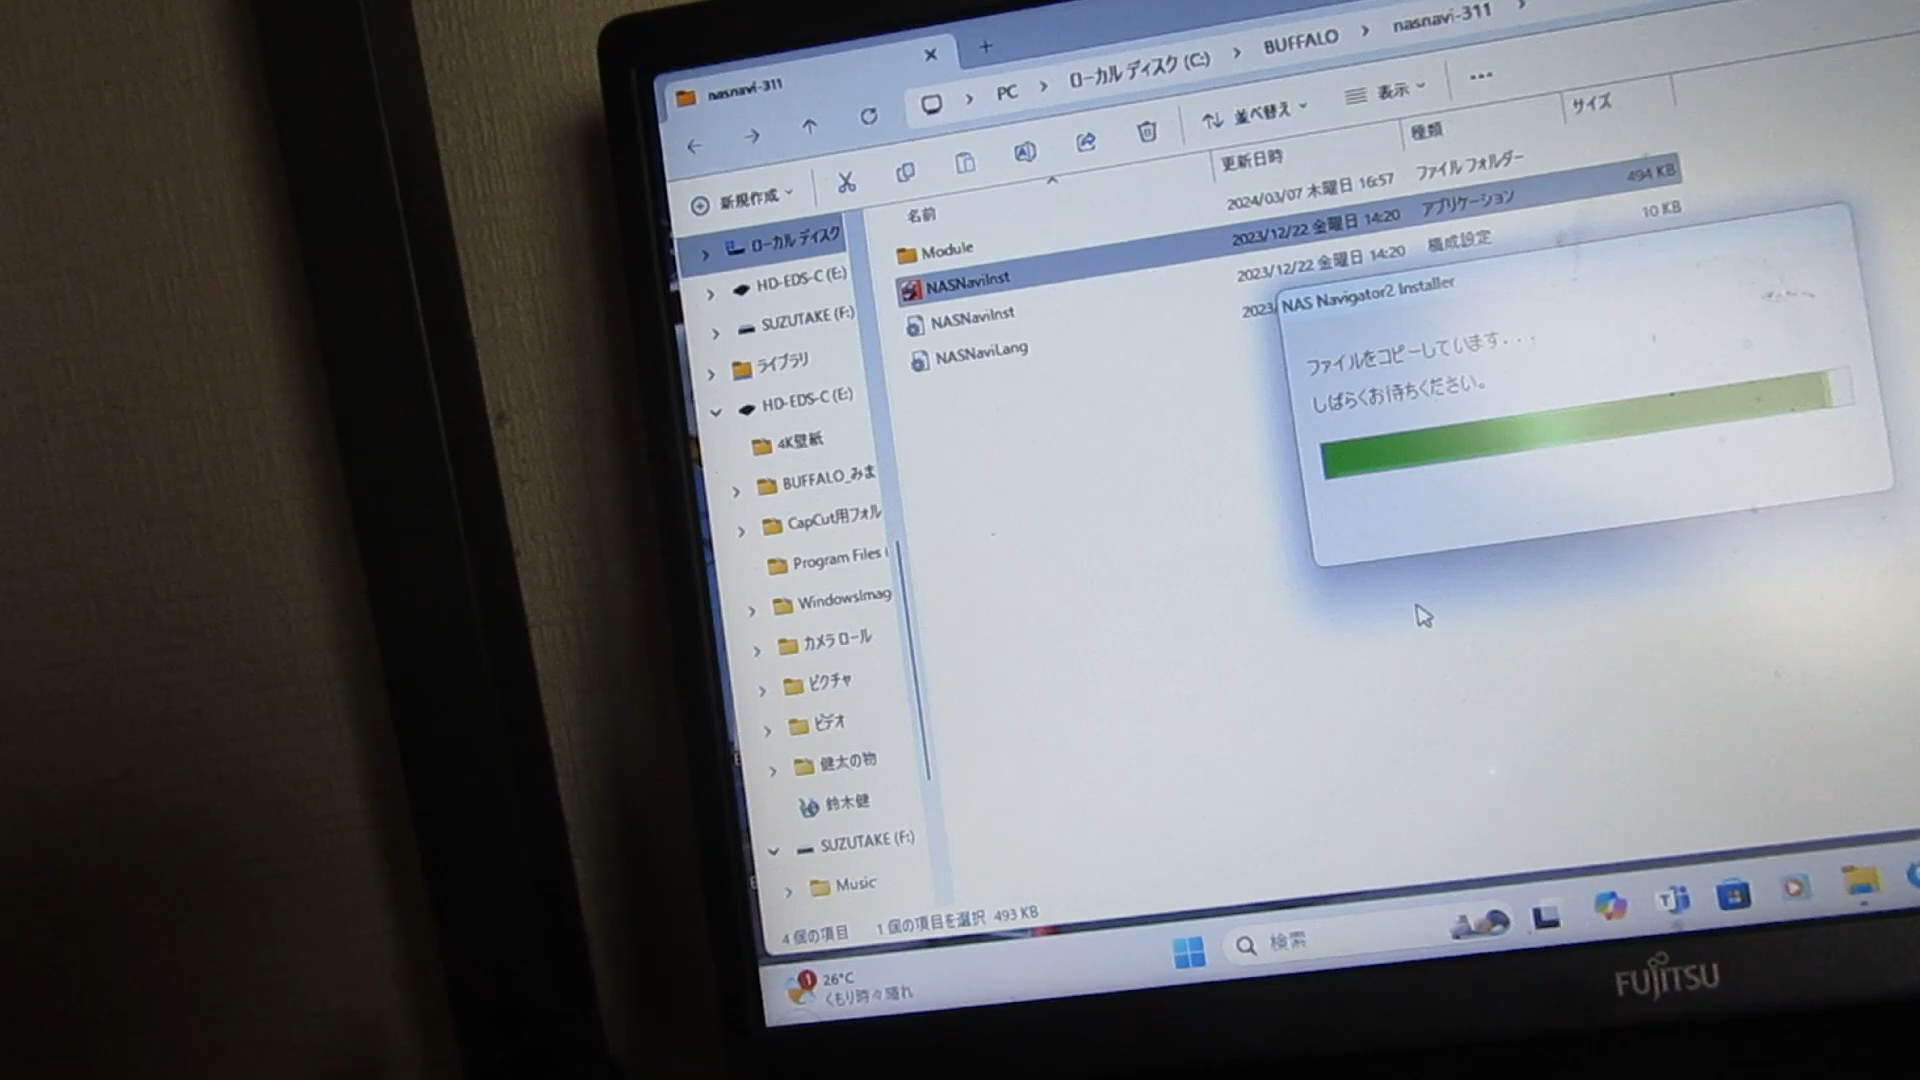 nasnavi-311
PC > ローカル ディスク (C:) > BUFFALO > nasnavi-311 >
新規作成
並べ替え
表示
名前
更新日時
種類
サイズ
Module
2024/03/07 木曜日 16:57
ファイル フォルダー
NASNaviInst
2023/12/22 金曜日 14:20
アプリケーション
494 KB
NASNaviInst
2023/12/22 金曜日 14:20
構成設定
10 KB
NASNaviLang
2023/
ローカル ディスク
HD-EDS-C (E:)
SUZUTAKE (F:)
ライブラリ
HD-EDS-C (E:)
4K壁紙
BUFFALO_みま
CapCut用フォル
Program Files (
WindowsImag
カメラ ロール
ピクチャ
ビデオ
健太の物
鈴木健
SUZUTAKE (F:)
Music
NAS Navigator2 Installer
ファイルをコピーしています・・・
しばらくお待ちください。
4 個の項目
1 個の項目を選択 493 KB
1
26°C
くもり時々晴れ
検索
FUJITSU